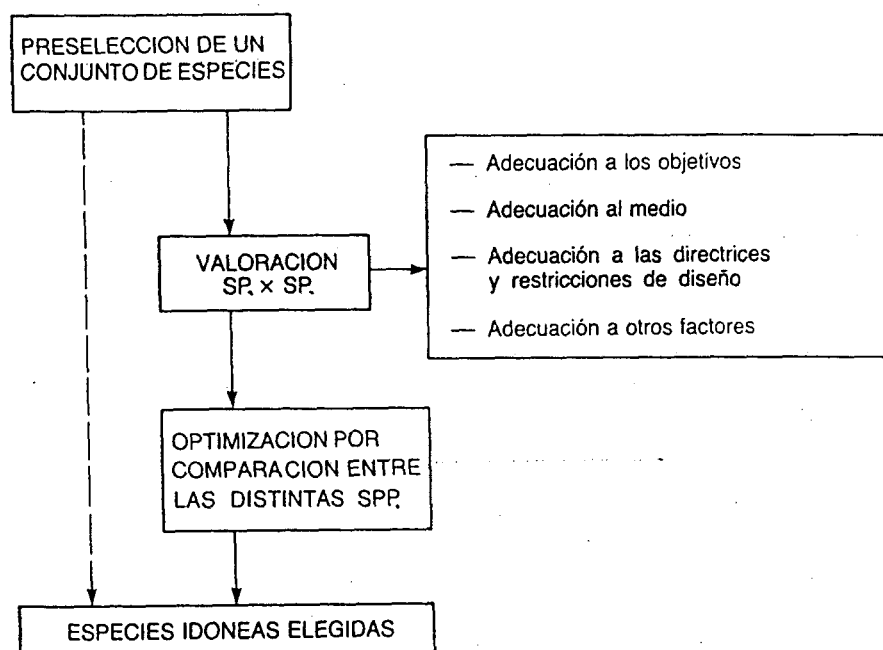 PRESELECCION DE UN
CONJUNTO DE ESPECIES
— Adecuación a los objetivos
— Adecuación al medio
— Adecuación a las directrices
y restricciones de diseño
— Adecuación a otros factores
VALORACION
SP. × SP.
OPTIMIZACION POR
COMPARACION ENTRE
LAS DISTINTAS SPP.
ESPECIES IDONEAS ELEGIDAS